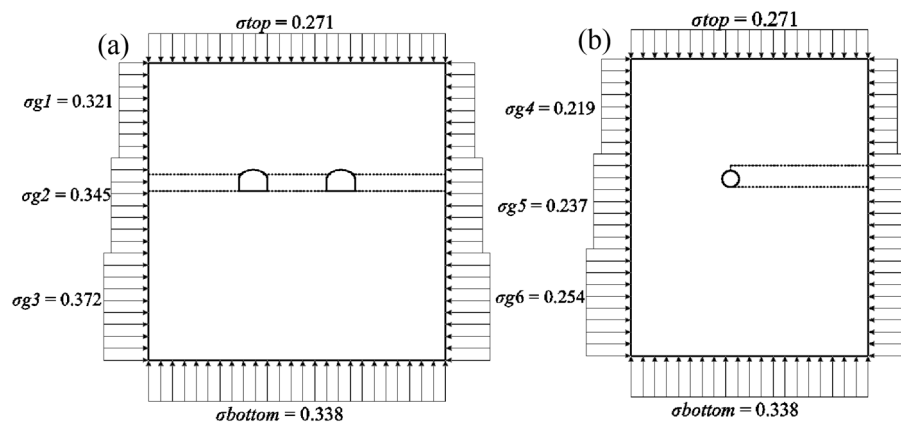 (a)
σtop = 0.271
σg1 = 0.321
σg2 = 0.345
σg3 = 0.372
σbottom = 0.338
(b)
σtop = 0.271
σg4 = 0.219
σg5 = 0.237
σg6 = 0.254
σbottom = 0.338